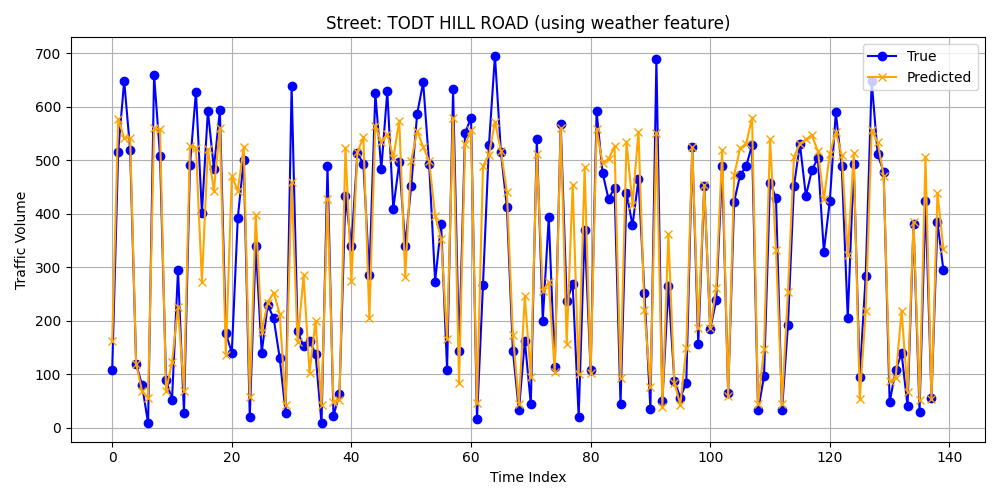 Street: TODT HILL ROAD (using weather feature)
True
Predicted
Traffic Volume
700
600
500
400
300
200
100
0
0 20 40 60 80 100 120 140
Time Index